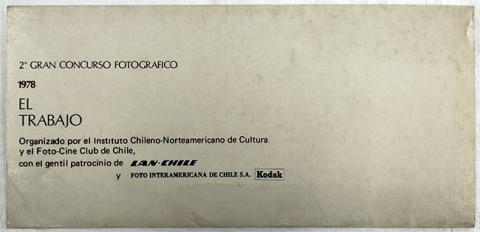 2° GRAN CONCURSO FOTOGRAFICO
1978
EL
TRABAJO
Organizado por el Instituto Chileno-Norteamericano de Cultura
y el Foto-Cine Club de Chile,
con el gentil patrocinio de LAN-CHILE
y FOTO INTERAMERICANA DE CHILE S.A. Kodak